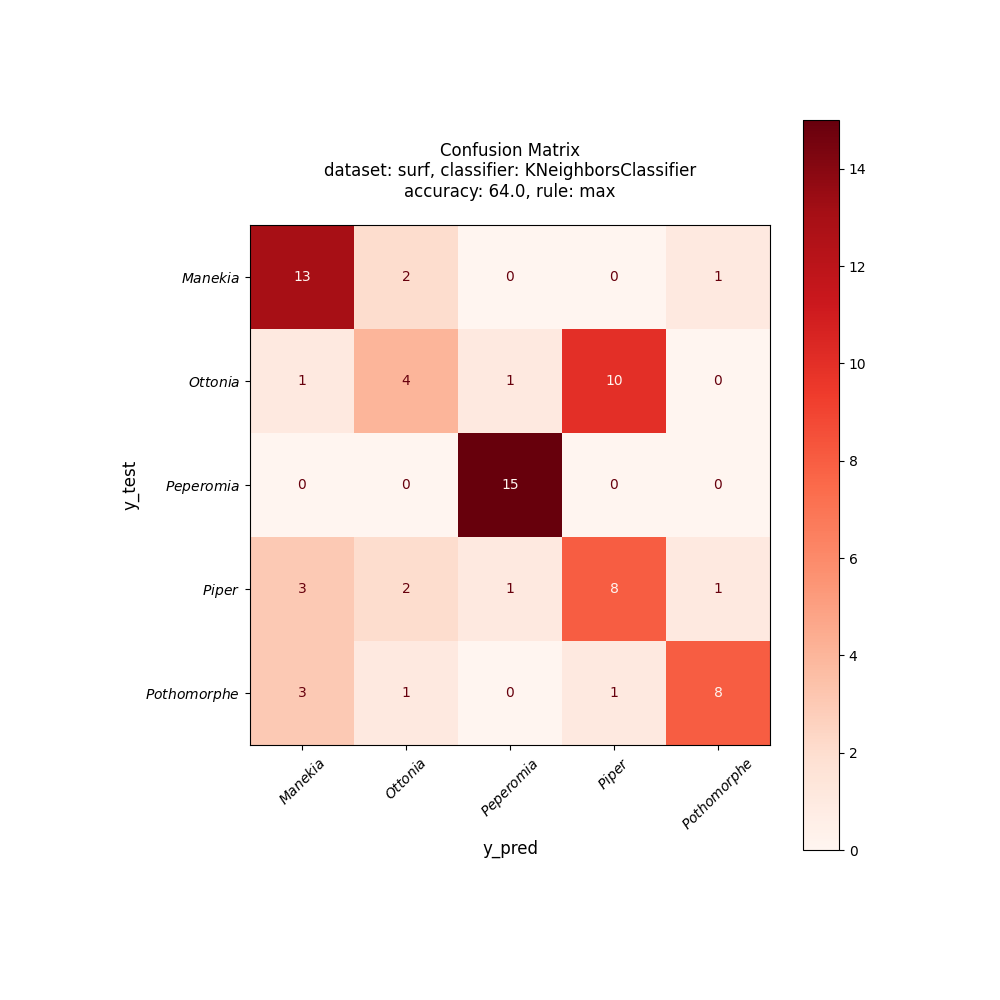 Confusion Matrix
dataset: surf, classifier: KNeighborsClassifier
accuracy: 64.0, rule: max
Manekia 13 2 0 0 1
Ottonia 1 4 1 10 0
Peperomia 0 0 15 0 0
Piper 3 2 1 8 1
Pothomorphe 3 1 0 1 8
Manekia Ottonia Peperomia Piper Pothomorphe
y_pred
y_test
14
12
10
8
6
4
2
0